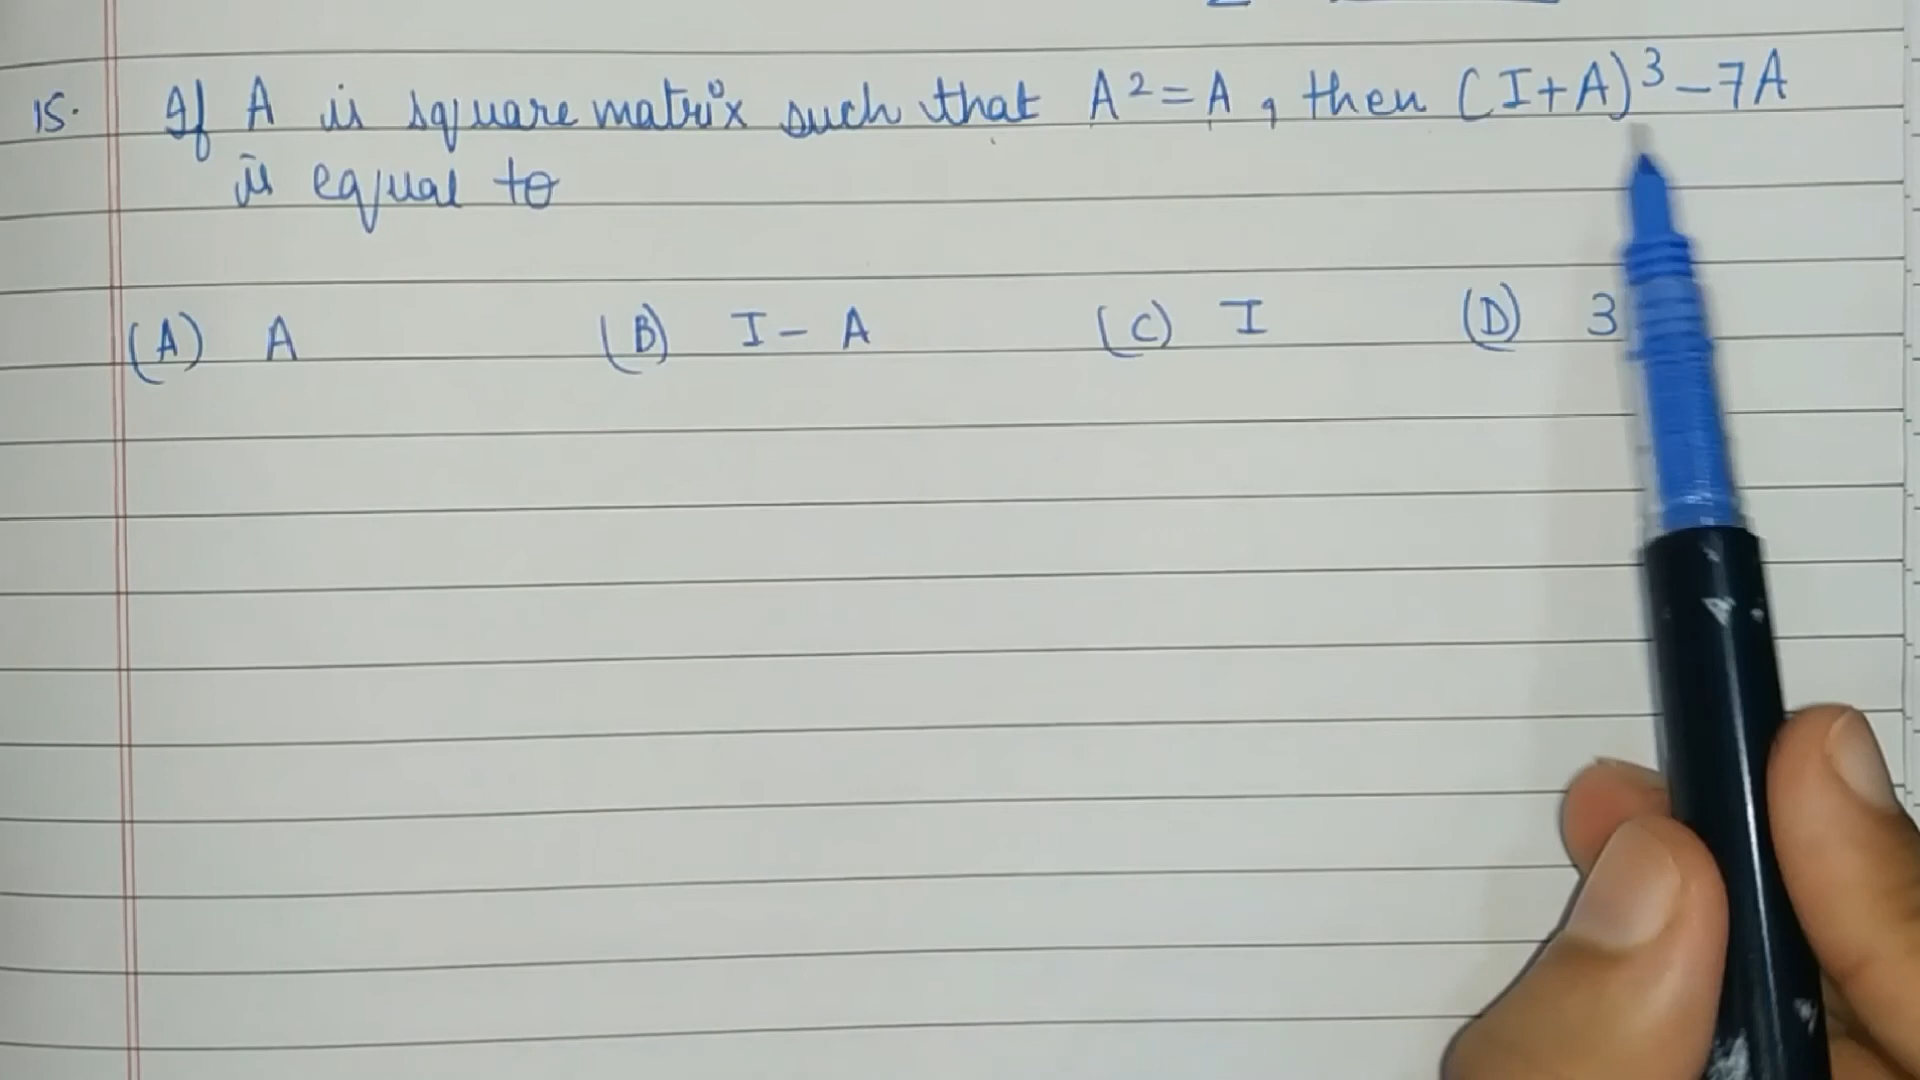 15. If A is square matrix such that A² = A, then (I+A)³ - 7A
is equal to
(A) A (B) I - A (C) I (D) 3